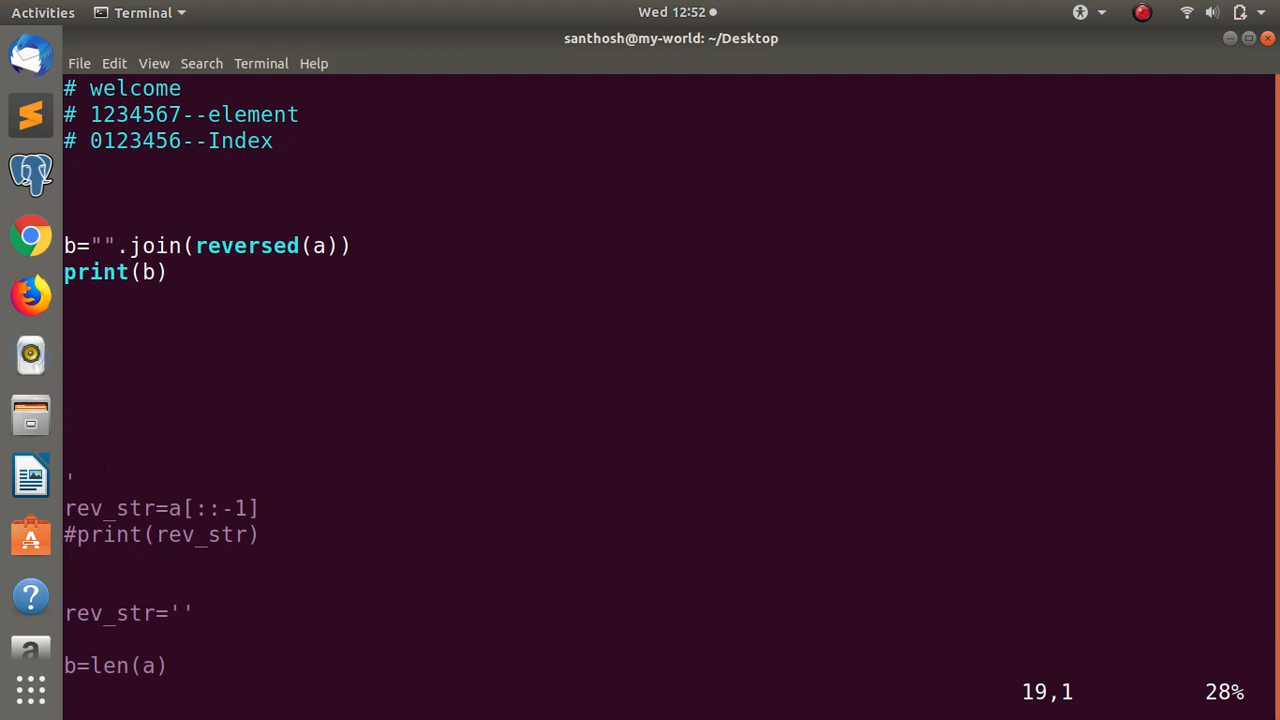 Activities
Terminal
Wed 12:52
santhosh@my-world: ~/Desktop
File Edit View Search Terminal Help
# welcome
# 1234567--element
# 0123456--Index
b="".join(reversed(a))
print(b)
'
rev_str=a[::-1]
#print(rev_str)
rev_str=''
b=len(a)
19,1 28%